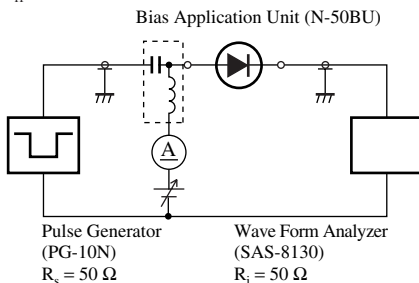 Bias Application Unit (N-50BU)
A
Pulse Generator
(PG-10N)
Rs = 50 Ω
Wave Form Analyzer
(SAS-8130)
Ri = 50 Ω